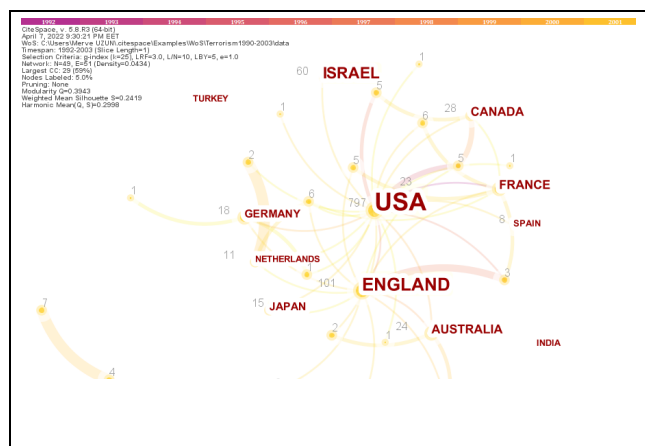 1992 1993 1994 1995 1996 1997 1998 1999 2000 2001
CiteSpace, v. 5.8.R3 (64-bit)
April 7, 2022 9:30:21 PM EET
WoS: C:\Users\Merve UZUN\citespace\Examples\WoS\Terrorism1990-2003\data
Timespan: 1992-2003 (Slice Length=1)
Selection Criteria: g-index (k=25), LRF=3.0, L/N=10, LBY=5, e=1.0
Network: N=49, E=51 (Density=0.0434)
Largest CC: 29 (59%)
Nodes Labeled: 5.0%
Pruning: None
Modularity Q=0.3943
Weighted Mean Silhouette S=0.2419
Harmonic Mean(Q, S)=0.2998
1
60 ISRAEL
5
TURKEY
1
28 CANADA
6
2
5
5
1
1
23
FRANCE
6
797 USA
18 GERMANY
8 SPAIN
11 NETHERLANDS
1
3
101 ENGLAND
15 JAPAN
7
2
24 AUSTRALIA
1
INDIA
4